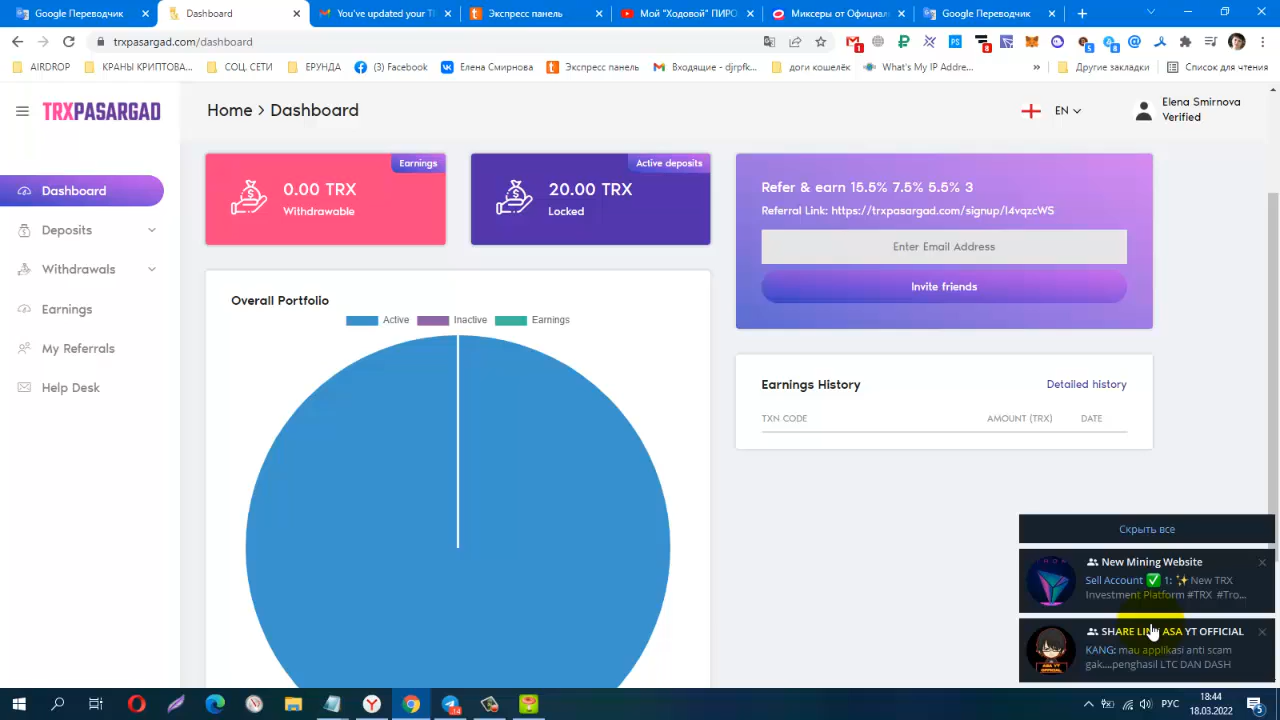 Google Переводчик
Dashboard
You've updated your T
Экспресс панель
Мой "Ходовой" ПИРО
Миксеры от Официал
Google Переводчик
trxpasargad.com/dashboard
AIRDROP
КРАНЫ КРИПТОВА...
СОЦ. СЕТИ
ЕРУНДА
(3) Facebook
Елена Смирнова
Экспресс панель
Входящие - djrpfk...
доги кошелёк
What's My IP Addre...
»
Другие закладки
Список для чтения
TRXPASARGAD
Home > Dashboard
EN
Elena Smirnova
Verified
Dashboard
Deposits
Withdrawals
Earnings
My Referrals
Help Desk
Earnings
0.00 TRX
Withdrawable
Active deposits
20.00 TRX
Locked
Refer & earn 15.5% 7.5% 5.5% 3
Referral Link: https://trxpasargad.com/signup/I4vqzcWS
Enter Email Address
Invite friends
Overall Portfolio
Active Inactive Earnings
Earnings History
Detailed history
TXN CODE AMOUNT (TRX) DATE
Скрыть все
New Mining Website
Sell Account ✅ 1: ✨New TRX
Investment Platform #TRX #Tro...
SHARE LINK ASA YT OFFICIAL
KANG: mau applikasi anti scam
gak....penghasil LTC DAN DASH
РУС
18:44
18.03.2022